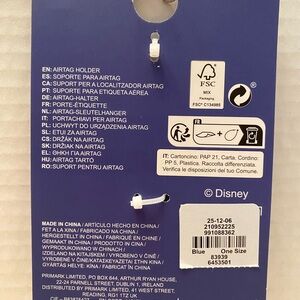 EN: AIRTAG HOLDER
ES: SOPORTE PARA AIRTAG
CA: SUPORT PER A LOCALITZADOR AIRTAG
PT: SUPORTE PARA ETIQUETA AÉREA
DE: AIRTAG-HALTER
FR: PORTE-ÉTIQUETTE
NL: AIRTAG-SLEUTELHANGER
IT: PORTACHIAVI PER AIRTAG
PL: UCHWYT DO URZĄDZENIA AIRTAG
SL: ETUI ZA AIRTAG
CS: DRŽÁK NA AIRTAG
SK: DRŽIAK NA AIRTAG
EL: ΘΗΚΗ ΓΙΑ AIRTAG
HU: AIRTAG TARTÓ
RO: SUPORT PENTRU AIRTAG
FSC
MIX
Packaging
FSC® C134985
FR
IT: Cartoncino: PAP 21, Carta. Cordino:
PP 5, Plastica. Raccolta differenziata.
Verifica le disposizioni del tuo Comune.
© Disney
25-12-06
210952225
991088362
Blue One Size
83939
6453501
MADE IN CHINA / ARTÍCULO HECHO EN CHINA /
FET A LA XINA / FABRICADO NA CHINA /
HERGESTELLT IN CHINA / FABRIQUÉ EN CHINE /
GEMAAKT IN CHINA / PRODOTTO IN CINA /
WYPRODUKOWANO W CHINACH /
IZDELANO NA KITAJSKEM / VYROBENO V ČÍNĚ /
VYROBENÉ V ČÍNE/ΚΑΤΑΣΚΕΥΑΖΕΤΑΙ ΣΤΗΝ ΚΙΝΑ /
GYÁRTÁS HELYE: KÍNA / FABRICAT ÎN CHINA
PRIMARK LIMITED, PO BOX 644, ARTHUR RYAN HOUSE,
22-24 PARNELL STREET, DUBLIN 1, IRELAND
PRIMARK LIMITED, 41 WEST STREET,
READING, RG1 1TZ UK